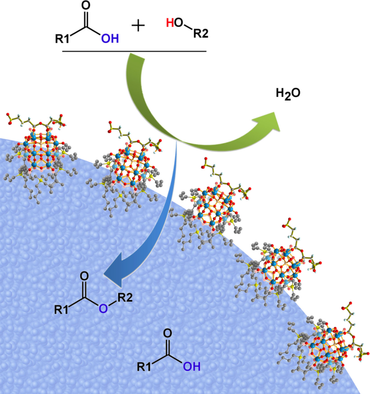 O
R1 OH + HO R2
H2O
O
R1 O R2
O
R1 OH